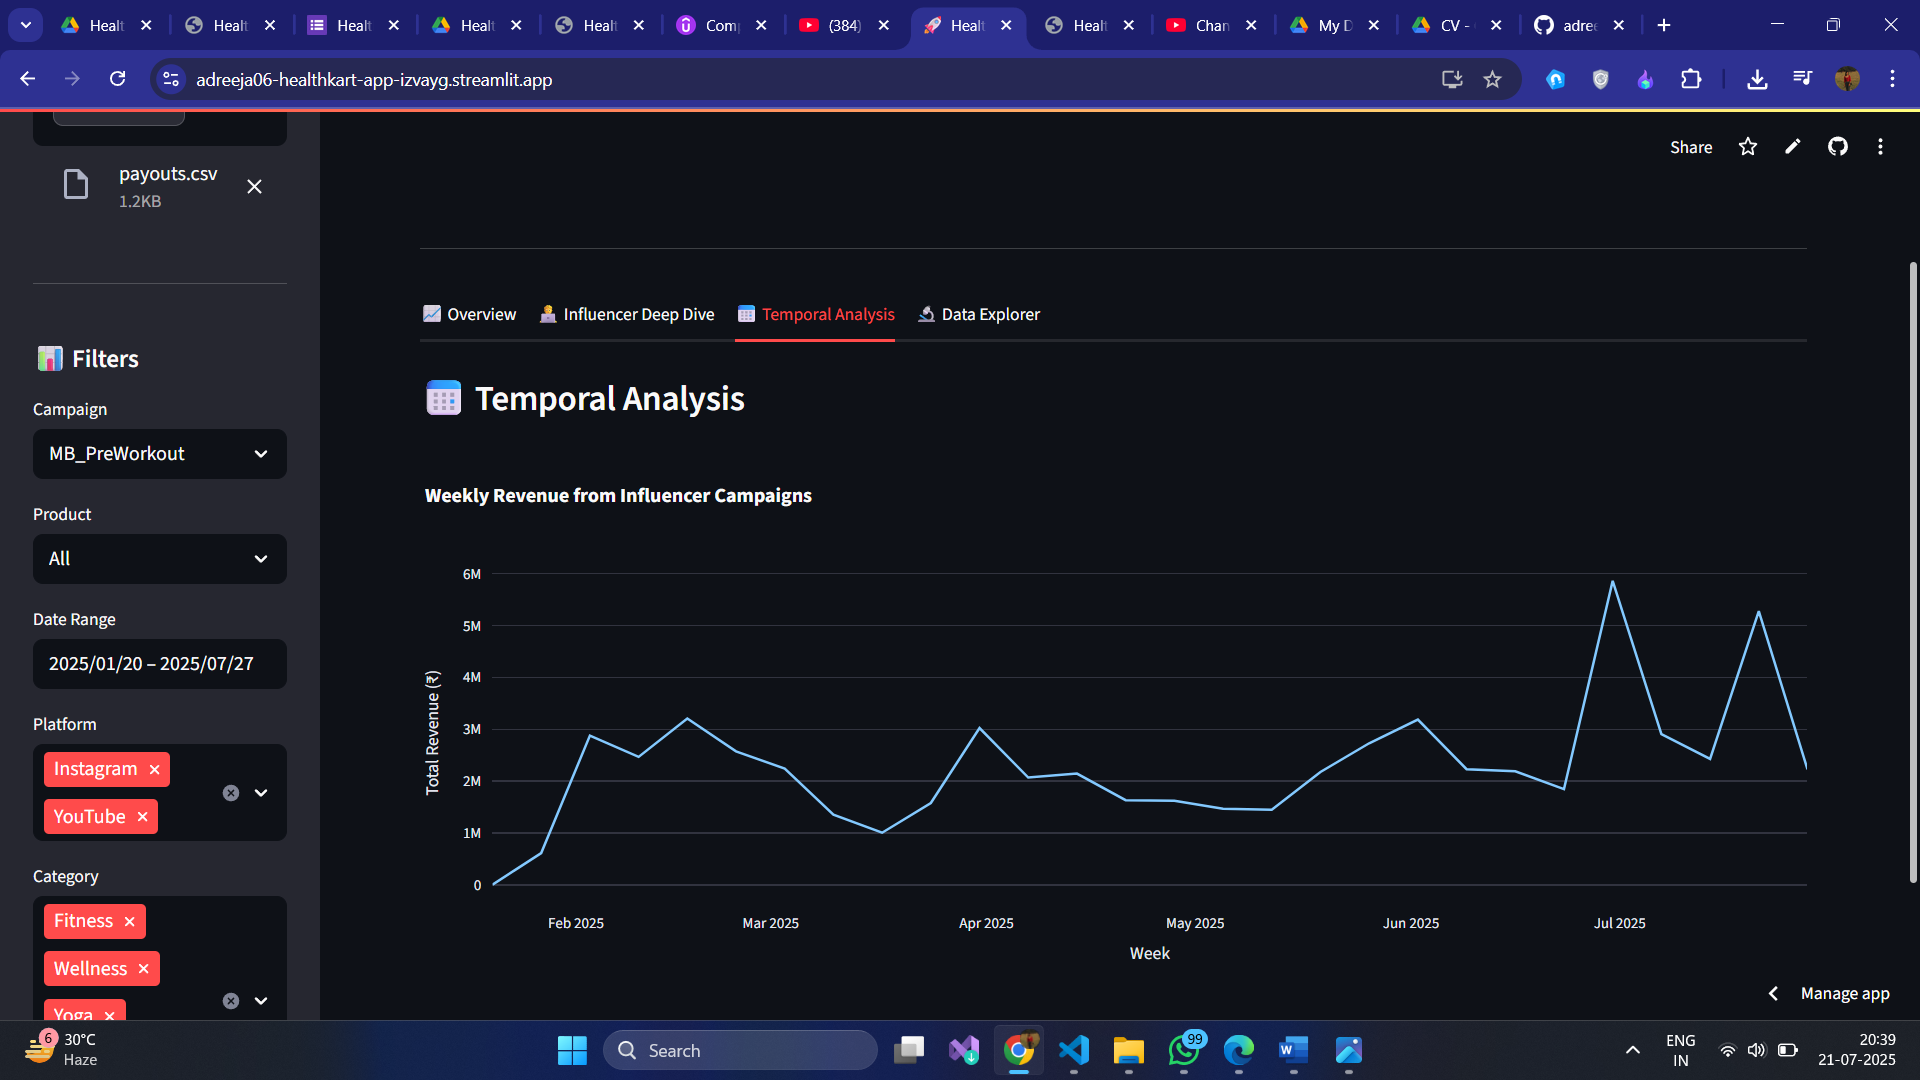 Healt
Healt
Healt
Healt
Healt
Com
(384)
Healt
Healt
Chan
My D
CV -
adre
adreeja06-healthkart-app-izvayg.streamlit.app
payouts.csv
1.2KB
Filters
Campaign
MB_PreWorkout
Product
All
Date Range
2025/01/20 – 2025/07/27
Platform
Instagram
YouTube
Category
Fitness
Wellness
Yoga
Share
Overview
Influencer Deep Dive
Temporal Analysis
Data Explorer
Temporal Analysis
Weekly Revenue from Influencer Campaigns
Total Revenue (₹)
6M
5M
4M
3M
2M
1M
0
Feb 2025
Mar 2025
Apr 2025
May 2025
Jun 2025
Jul 2025
Week
Manage app
6
30°C
Haze
Search
99
ENG
IN
20:39
21-07-2025